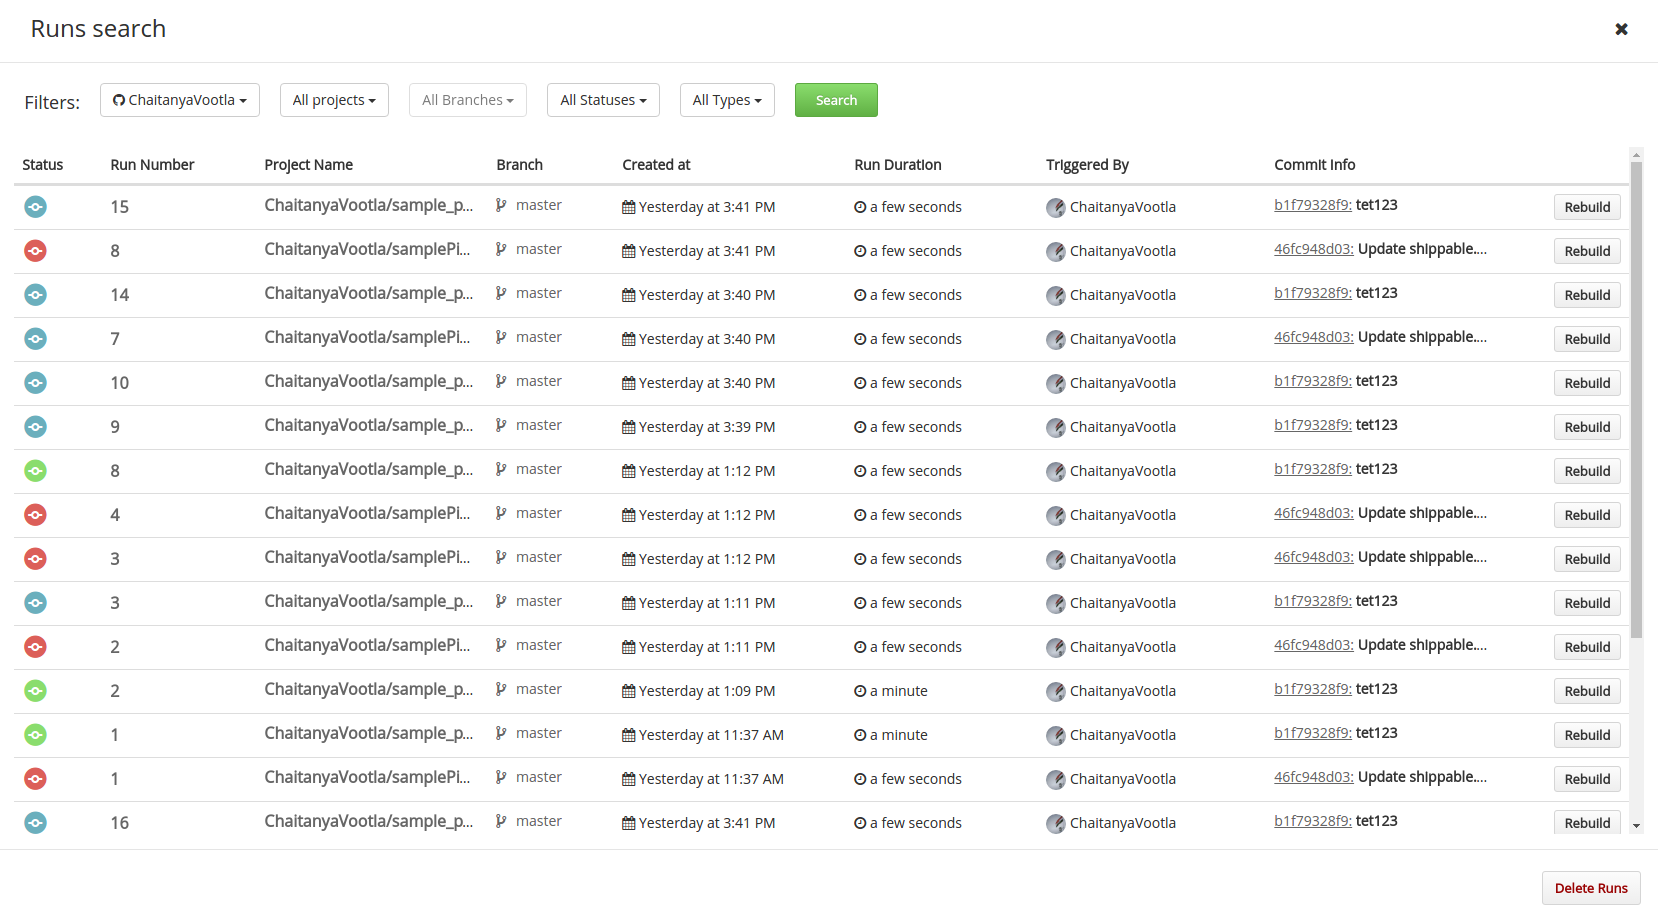 Runs search
Filters: ChaitanyaVootla All projects All Branches All Statuses All Types Search
Status Run Number Project Name Branch Created at Run Duration Triggered By Commit Info
15 ChaitanyaVootla/sample_p... master Yesterday at 3:41 PM a few seconds ChaitanyaVootla b1f79328f9: tet123 Rebuild
8 ChaitanyaVootla/samplePi... master Yesterday at 3:41 PM a few seconds ChaitanyaVootla 46fc948d03: Update shippable.... Rebuild
14 ChaitanyaVootla/sample_p... master Yesterday at 3:40 PM a few seconds ChaitanyaVootla b1f79328f9: tet123 Rebuild
7 ChaitanyaVootla/samplePi... master Yesterday at 3:40 PM a few seconds ChaitanyaVootla 46fc948d03: Update shippable.... Rebuild
10 ChaitanyaVootla/sample_p... master Yesterday at 3:40 PM a few seconds ChaitanyaVootla b1f79328f9: tet123 Rebuild
9 ChaitanyaVootla/sample_p... master Yesterday at 3:39 PM a few seconds ChaitanyaVootla b1f79328f9: tet123 Rebuild
8 ChaitanyaVootla/sample_p... master Yesterday at 1:12 PM a few seconds ChaitanyaVootla b1f79328f9: tet123 Rebuild
4 ChaitanyaVootla/samplePi... master Yesterday at 1:12 PM a few seconds ChaitanyaVootla 46fc948d03: Update shippable.... Rebuild
3 ChaitanyaVootla/samplePi... master Yesterday at 1:12 PM a few seconds ChaitanyaVootla 46fc948d03: Update shippable.... Rebuild
3 ChaitanyaVootla/sample_p... master Yesterday at 1:11 PM a few seconds ChaitanyaVootla b1f79328f9: tet123 Rebuild
2 ChaitanyaVootla/samplePi... master Yesterday at 1:11 PM a few seconds ChaitanyaVootla 46fc948d03: Update shippable.... Rebuild
2 ChaitanyaVootla/sample_p... master Yesterday at 1:09 PM a minute ChaitanyaVootla b1f79328f9: tet123 Rebuild
1 ChaitanyaVootla/sample_p... master Yesterday at 11:37 AM a minute ChaitanyaVootla b1f79328f9: tet123 Rebuild
1 ChaitanyaVootla/samplePi... master Yesterday at 11:37 AM a few seconds ChaitanyaVootla 46fc948d03: Update shippable.... Rebuild
16 ChaitanyaVootla/sample_p... master Yesterday at 3:41 PM a few seconds ChaitanyaVootla b1f79328f9: tet123 Rebuild
Delete Runs